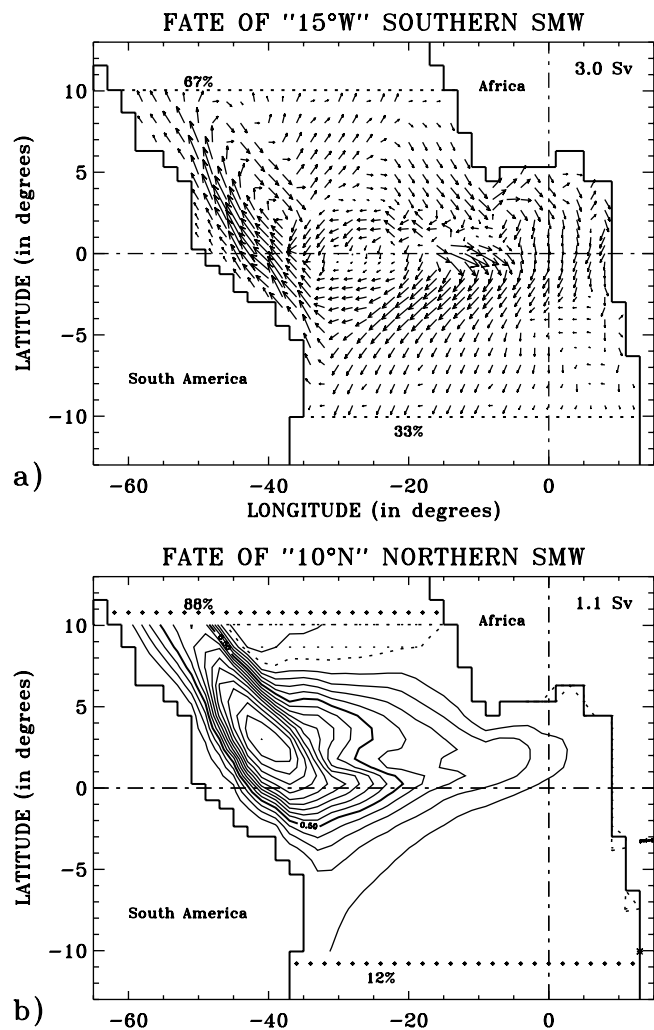 FATE OF "15°W" SOUTHERN SMW
67%
3.0 Sv
Africa
10
5
0
−5
−10
LATITUDE (in degrees)
South America
33%
a)
−60
−40
−20
0
LONGITUDE (in degrees)
FATE OF "10°N" NORTHERN SMW
88%
1.1 Sv
Africa
10
5
0
−5
−10
LATITUDE (in degrees)
0.50
South America
12%
b)
−60
−40
−20
0